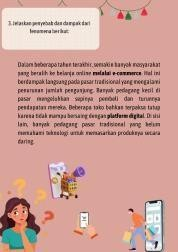 3. Jelaskan penyebab dan dampak dari
fenomena berikut
Dalam beberapa tahun terakhir, semakin banyak masyarakat
yang beralih ke belanja online melalui e-commerce. Hal ini
berdampak langsung pada pasar tradisional yang mengalami
penurunan jumlah pengunjung. Banyak pedagang kecil di
pasar mengeluhkan sepinya pembeli dan turunnya
pendapatan mereka. Beberapa toko bahkan terpaksa tutup
karena tidak mampu bersaing dengan platform digital. Di sisi
lain, banyak pedagang pasar tradisional yang belum
memahami teknologi untuk memasarkan produknya secara
daring.